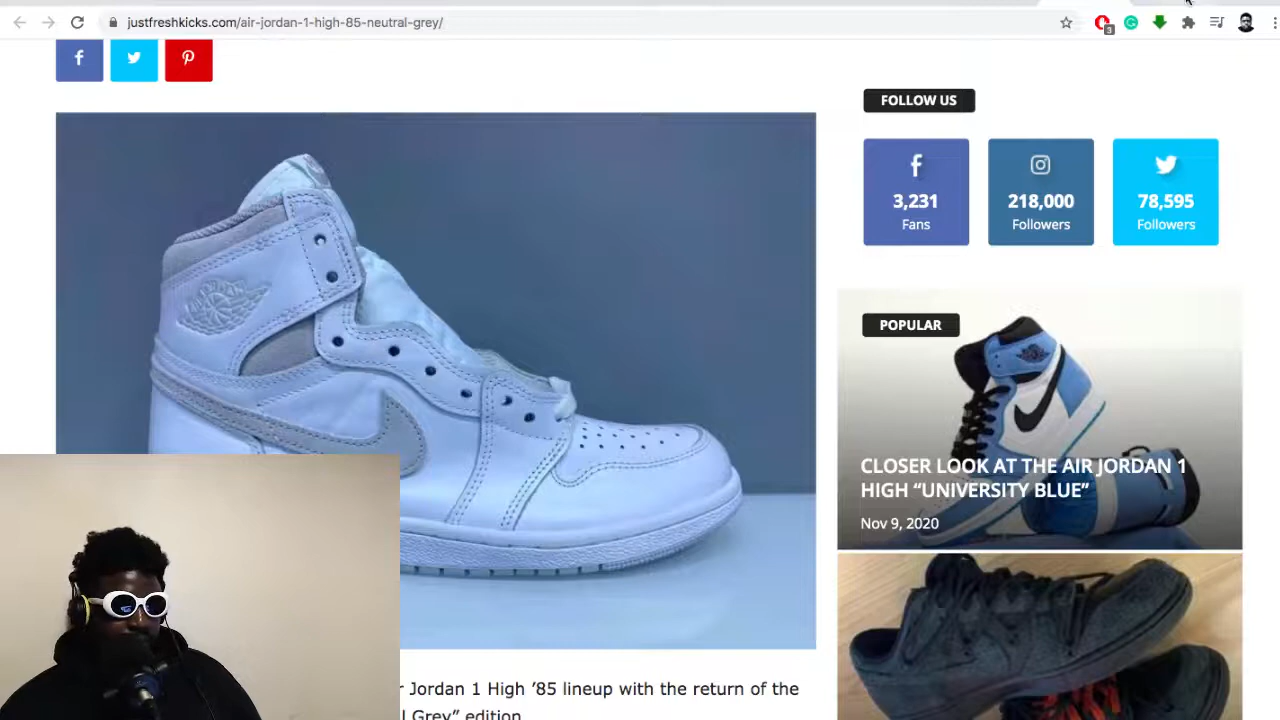 justfreshkicks.com/air-jordan-1-high-85-neutral-grey/
3
FOLLOW US
3,231
Fans
218,000
Followers
78,595
Followers
POPULAR
CLOSER LOOK AT THE AIR JORDAN 1
HIGH “UNIVERSITY BLUE”
Nov 9, 2020
r Jordan 1 High ’85 lineup with the return of the
l Grey” edition